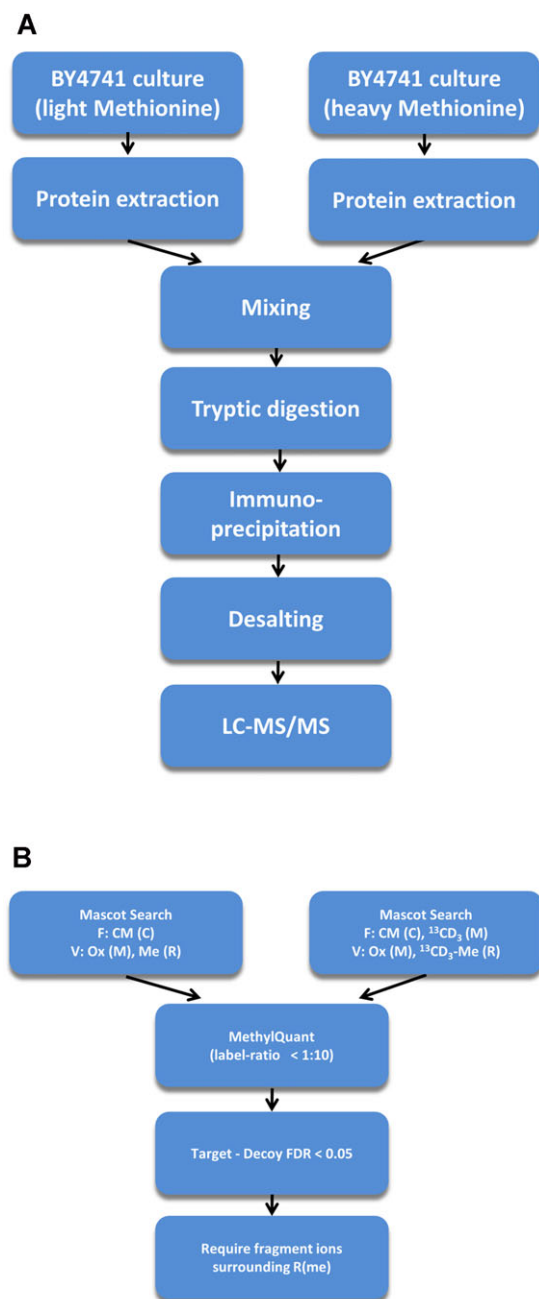 A
BY4741 culture
(light Methionine)
BY4741 culture
(heavy Methionine)
Protein extraction
Protein extraction
Mixing
Tryptic digestion
Immuno-
precipitation
Desalting
LC-MS/MS
B
Mascot Search
F: CM (C)
V: Ox (M), Me (R)
Mascot Search
F: CM (C), ¹³CD₃ (M)
V: Ox (M), ¹³CD₃-Me (R)
MethylQuant
(label-ratio < 1:10)
Target - Decoy FDR < 0.05
Require fragment ions
surrounding R(me)